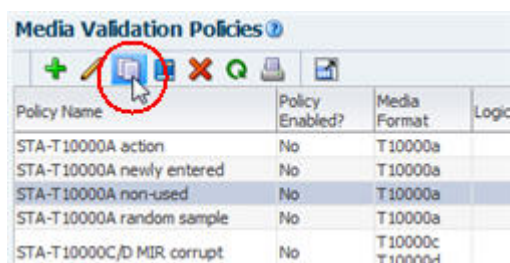 Media Validation Policies
Policy Name Policy Enabled? Media Format Logic
STA-T10000A action No T10000a
STA-T10000A newly entered No T10000a
STA-T10000A non-used No T10000a
STA-T10000A random sample No T10000a
STA-T10000C/D MIR corrupt No T10000c
T10000d